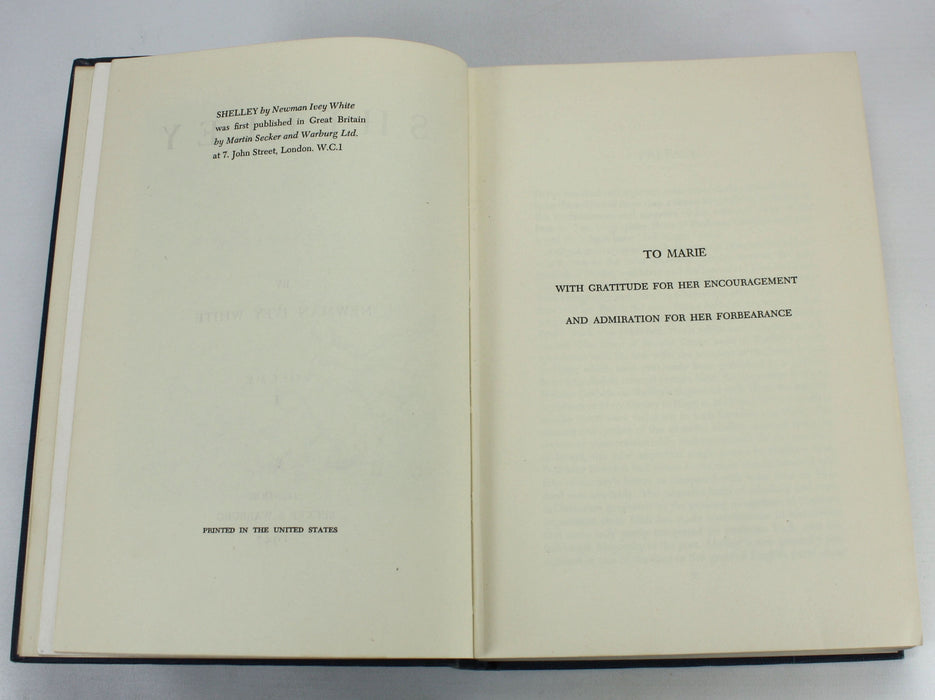 SHELLEY by Newman Ivey White
was first published in Great Britain
by Martin Secker and Warburg Ltd.
at 7. John Street, London. W.C.1
PRINTED IN THE UNITED STATES
TO MARIE
WITH GRATITUDE FOR HER ENCOURAGEMENT
AND ADMIRATION FOR HER FORBEARANCE